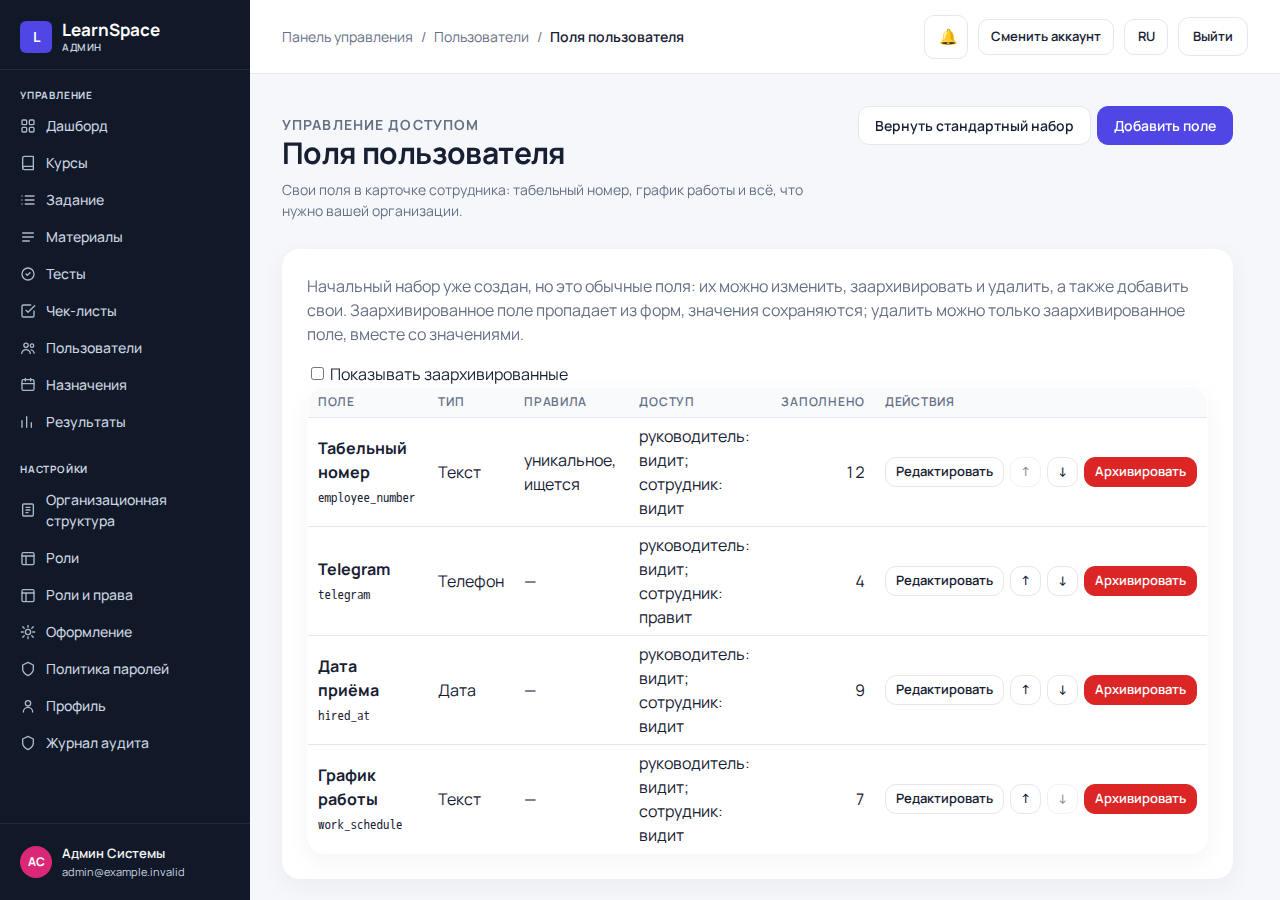 L
LearnSpace
АДМИН
УПРАВЛЕНИЕ
Дашборд
Курсы
Задание
Материалы
Тесты
Чек-листы
Пользователи
Назначения
Результаты
НАСТРОЙКИ
Организационная
структура
Роли
Роли и права
Оформление
Политика паролей
Профиль
Журнал аудита
АС
Админ Системы
admin@example.invalid
Панель управления / Пользователи / Поля пользователя
Сменить аккаунт
RU
Выйти
УПРАВЛЕНИЕ ДОСТУПОМ
Поля пользователя
Свои поля в карточке сотрудника: табельный номер, график работы и всё, что
нужно вашей организации.
Вернуть стандартный набор
Добавить поле
Начальный набор уже создан, но это обычные поля: их можно изменить, заархивировать и удалить, а также добавить
свои. Заархивированное поле пропадает из форм, значения сохраняются; удалить можно только заархивированное
поле, вместе со значениями.
Показывать заархивированные
ПОЛЕ ТИП ПРАВИЛА ДОСТУП ЗАПОЛНЕНО ДЕЙСТВИЯ
Табельный
номер
employee_number
Текст
уникальное,
ищется
руководитель:
видит;
сотрудник:
видит
12
Редактировать ↑ ↓ Архивировать
Telegram
telegram
Телефон
—
руководитель:
видит;
сотрудник:
правит
4
Редактировать ↑ ↓ Архивировать
Дата
приёма
hired_at
Дата
—
руководитель:
видит;
сотрудник:
видит
9
Редактировать ↑ ↓ Архивировать
График
работы
work_schedule
Текст
—
руководитель:
видит;
сотрудник:
видит
7
Редактировать ↑ ↓ Архивировать